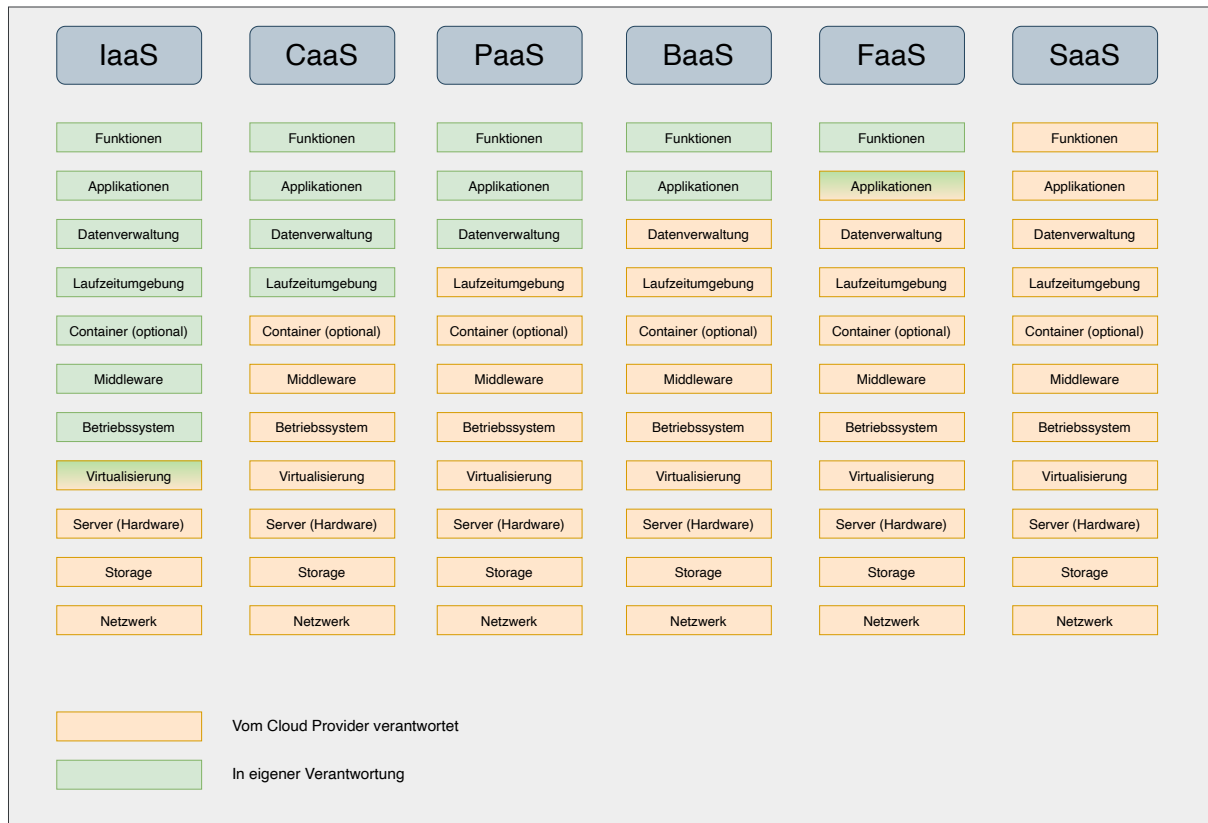 IaaS CaaS PaaS BaaS FaaS SaaS
Funktionen Funktionen Funktionen Funktionen Funktionen Funktionen
Applikationen Applikationen Applikationen Applikationen Applikationen Applikationen
Datenverwaltung Datenverwaltung Datenverwaltung Datenverwaltung Datenverwaltung Datenverwaltung
Laufzeitumgebung Laufzeitumgebung Laufzeitumgebung Laufzeitumgebung Laufzeitumgebung Laufzeitumgebung
Container (optional) Container (optional) Container (optional) Container (optional) Container (optional) Container (optional)
Middleware Middleware Middleware Middleware Middleware Middleware
Betriebssystem Betriebssystem Betriebssystem Betriebssystem Betriebssystem Betriebssystem
Virtualisierung Virtualisierung Virtualisierung Virtualisierung Virtualisierung Virtualisierung
Server (Hardware) Server (Hardware) Server (Hardware) Server (Hardware) Server (Hardware) Server (Hardware)
Storage Storage Storage Storage Storage Storage
Netzwerk Netzwerk Netzwerk Netzwerk Netzwerk Netzwerk
Vom Cloud Provider verantwortet
In eigener Verantwortung